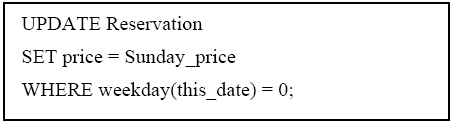 UPDATE Reservation
SET price = Sunday_price
WHERE weekday(this_date) = 0;